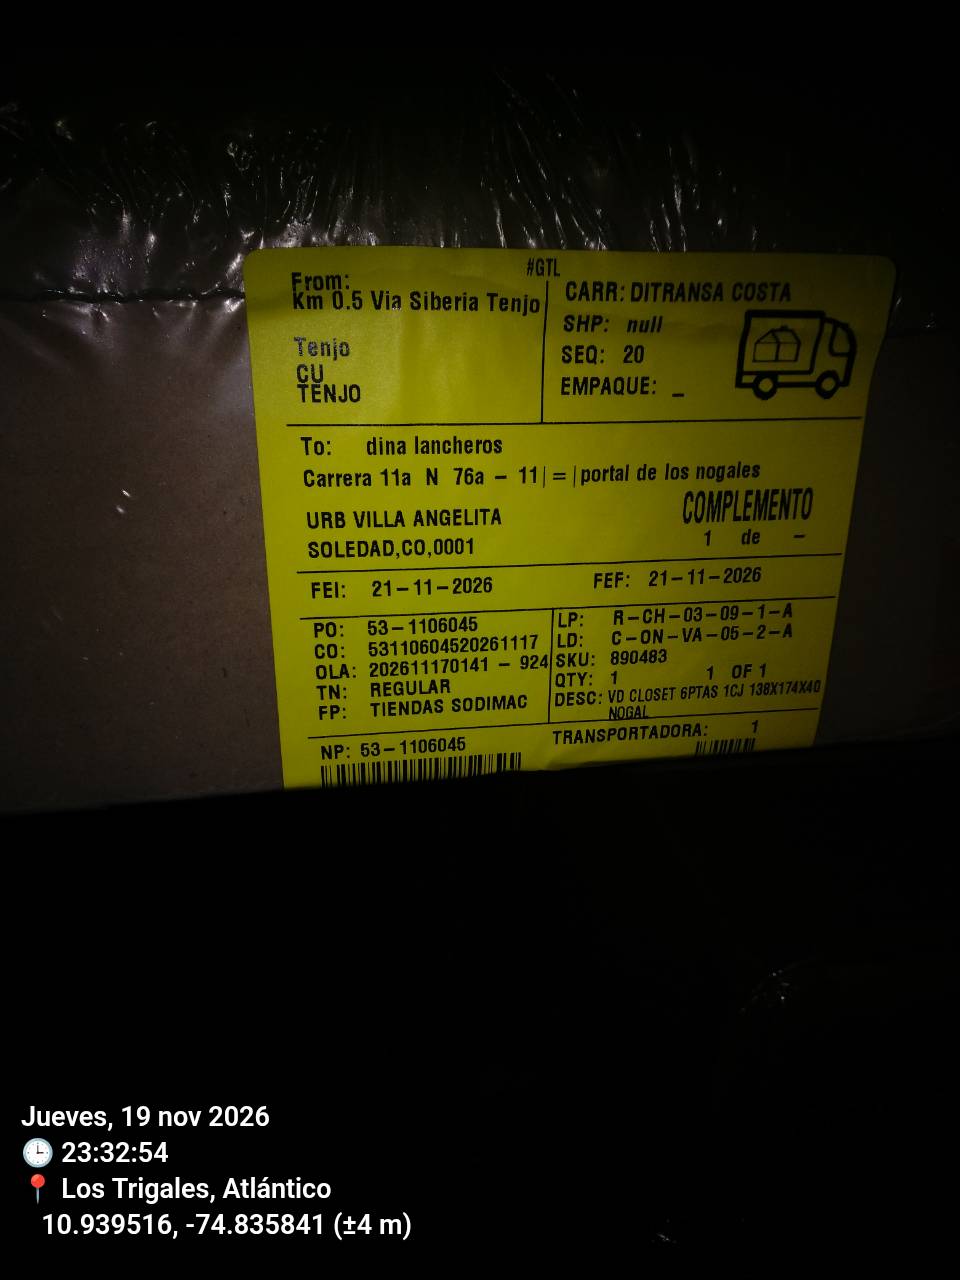 #GTL
From:
Km 0.5 Via Siberia Tenjo
Tenjo
CU
TENJO
CARR: DITRANSA COSTA
SHP: null
SEQ: 20
EMPAQUE: _
To: dina lancheros
Carrera 11a N 76a - 11|=|portal de los nogales
URB VILLA ANGELITA
SOLEDAD,CO,0001
COMPLEMENTO
1 de -
FEI: 21-11-2026 FEF: 21-11-2026
PO: 53-1106045
CO: 53110604520261117
OLA: 202611170141 - 924
TN: REGULAR
FP: TIENDAS SODIMAC
LP: R-CH-03-09-1-A
LD: C-ON-VA-05-2-A
SKU: 890483
QTY: 1 1 OF 1
DESC: VD CLOSET 6PTAS 1CJ 138X174X40
NOGAL
NP: 53-1106045
TRANSPORTADORA: 1
Jueves, 19 nov 2026
23:32:54
Los Trigales, Atlántico
10.939516, -74.835841 (±4 m)